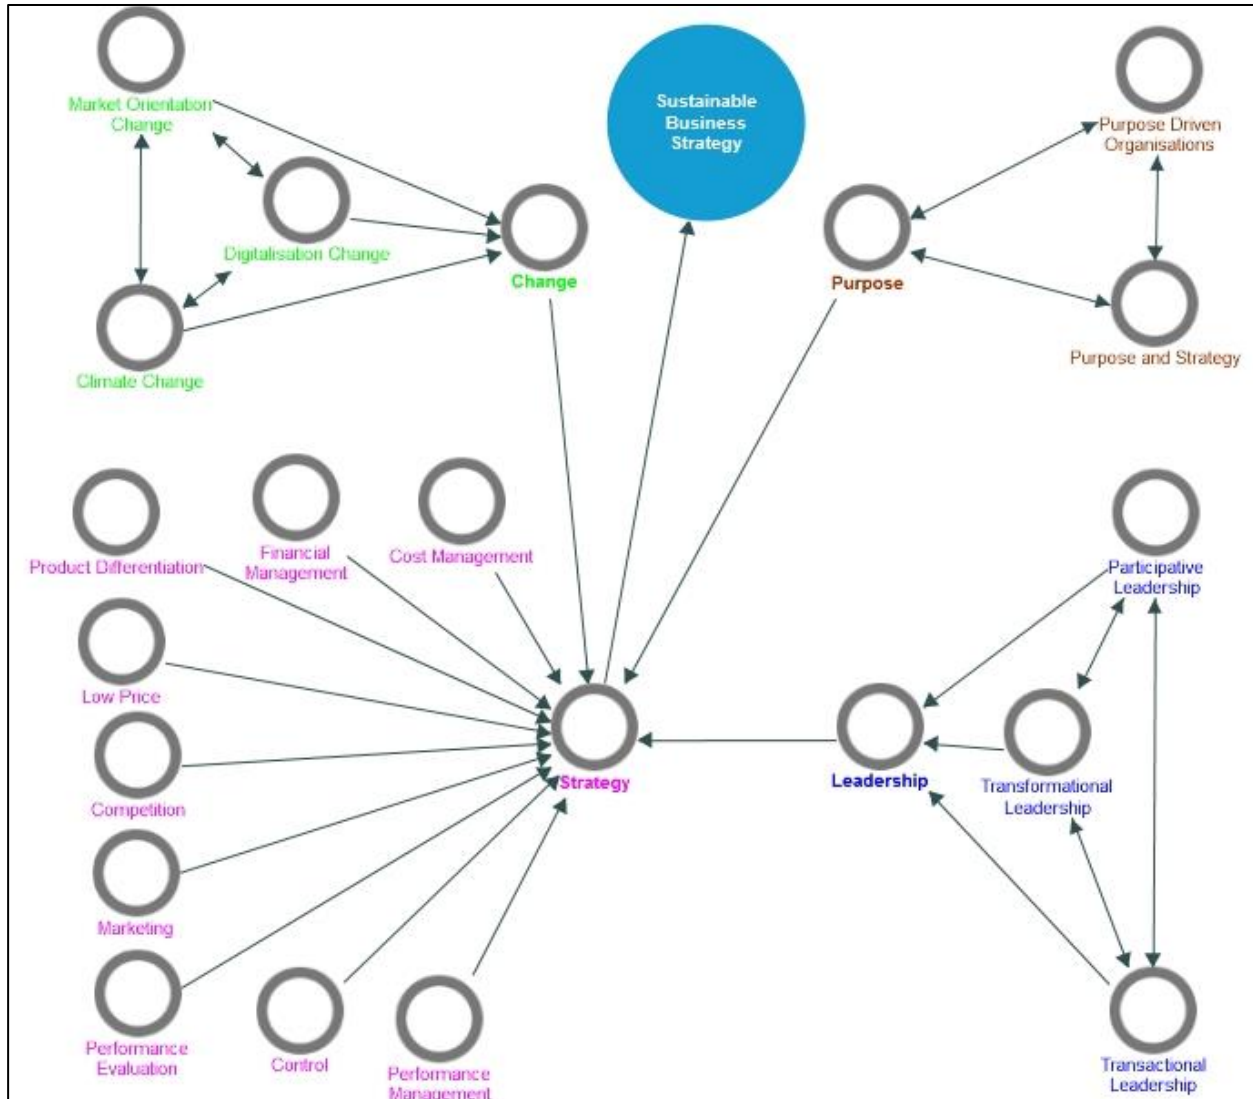 Market Orientation
Change
Sustainable
Business
Strategy
Purpose Driven
Organisations
Digitalisation Change
Change
Purpose
Climate Change
Purpose and Strategy
Product Differentiation
Financial
Management
Cost Management
Participative
Leadership
Low Price
Competition
Strategy
Leadership
Transformational
Leadership
Marketing
Performance
Evaluation
Control
Performance
Management
Transactional
Leadership